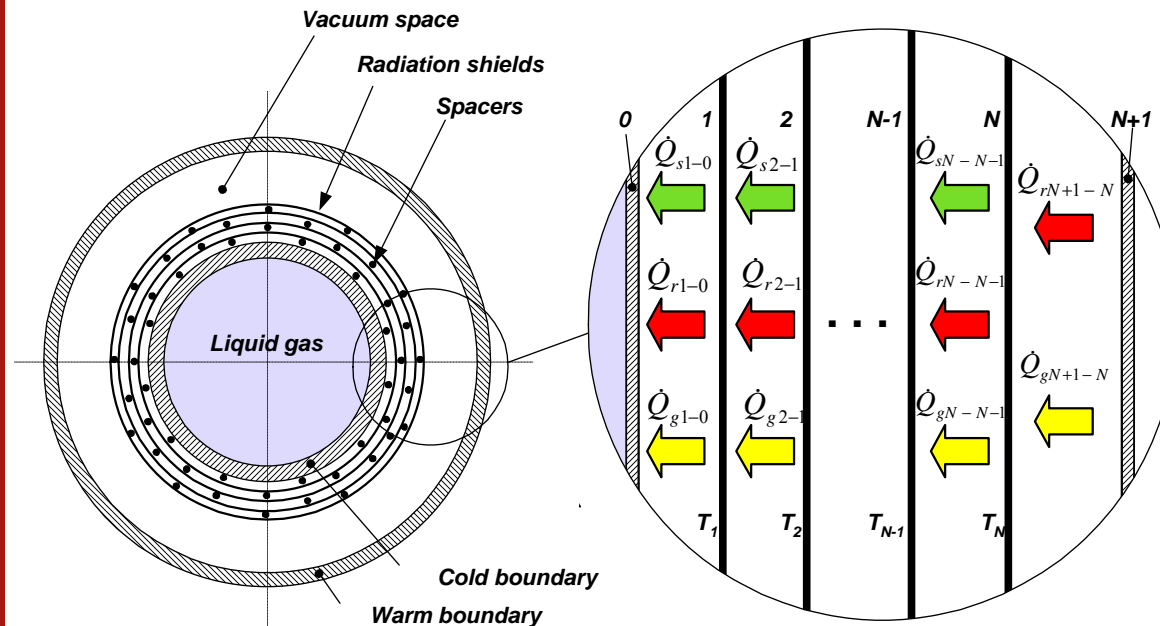 Vacuum space
Radiation shields
Spacers
Liquid gas
Cold boundary
Warm boundary
0 1 2 N-1 N N+1
Q̇s1−0 Q̇s2−1 Q̇sN−N−1
Q̇rN+1−N
Q̇r1−0 Q̇r2−1 Q̇rN−N−1
. . .
Q̇gN+1−N
Q̇g1−0 Q̇g2−1 Q̇gN−N−1
T1 T2 TN-1 TN